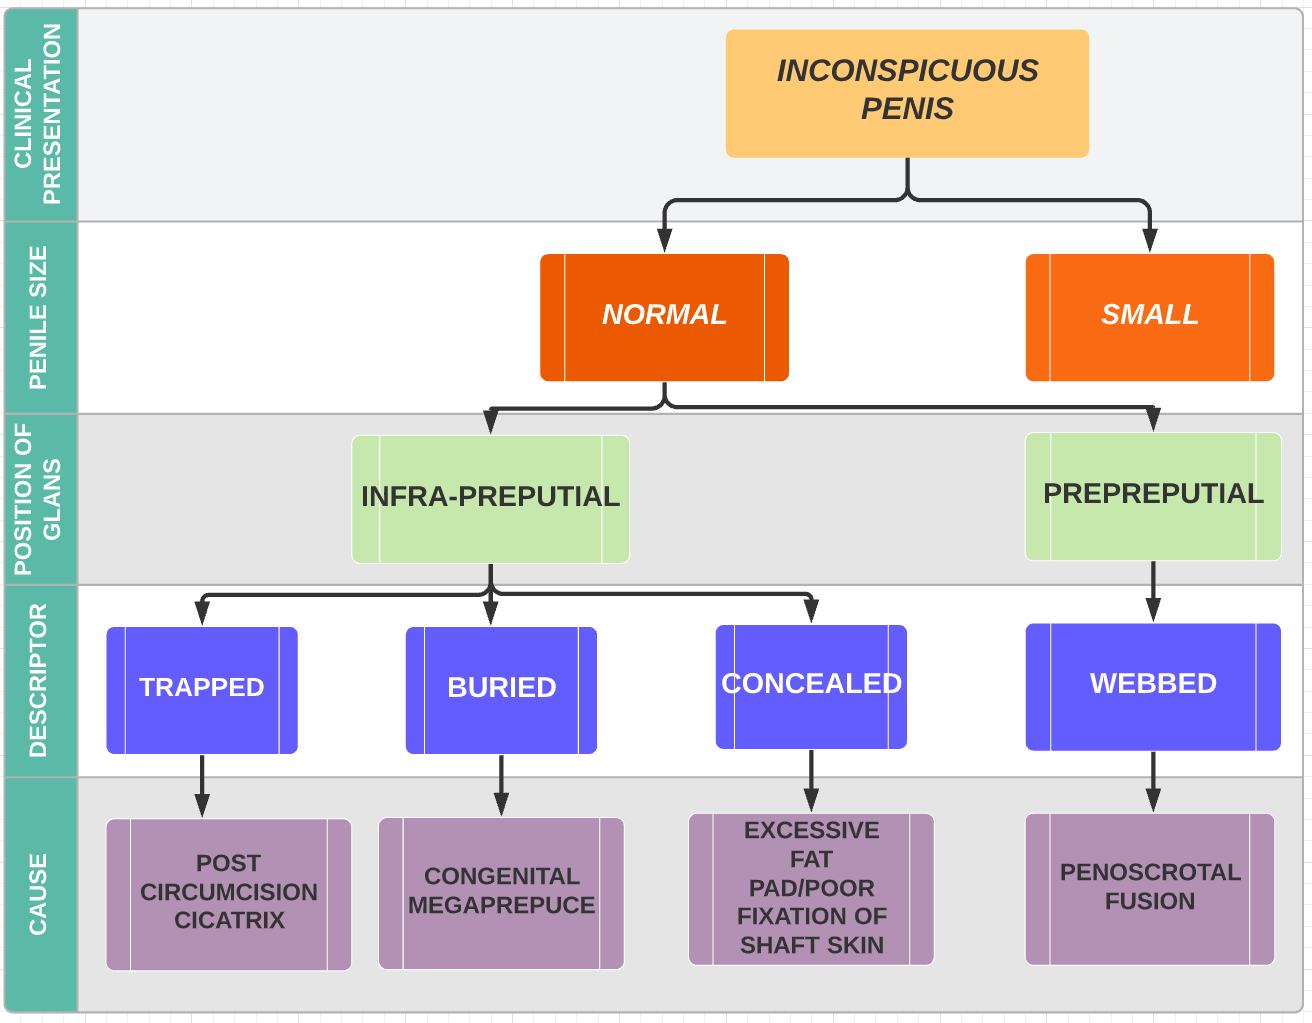 CLINICAL
PRESENTATION
INCONSPICUOUS
PENIS
PENILE SIZE
NORMAL
SMALL
POSITION OF
GLANS
INFRA-PREPUTIAL
PREPREPUTIAL
DESCRIPTOR
TRAPPED
BURIED
CONCEALED
WEBBED
CAUSE
POST
CIRCUMCISION
CICATRIX
CONGENITAL
MEGAPREPUCE
EXCESSIVE
FAT
PAD/POOR
FIXATION OF
SHAFT SKIN
PENOSCROTAL
FUSION